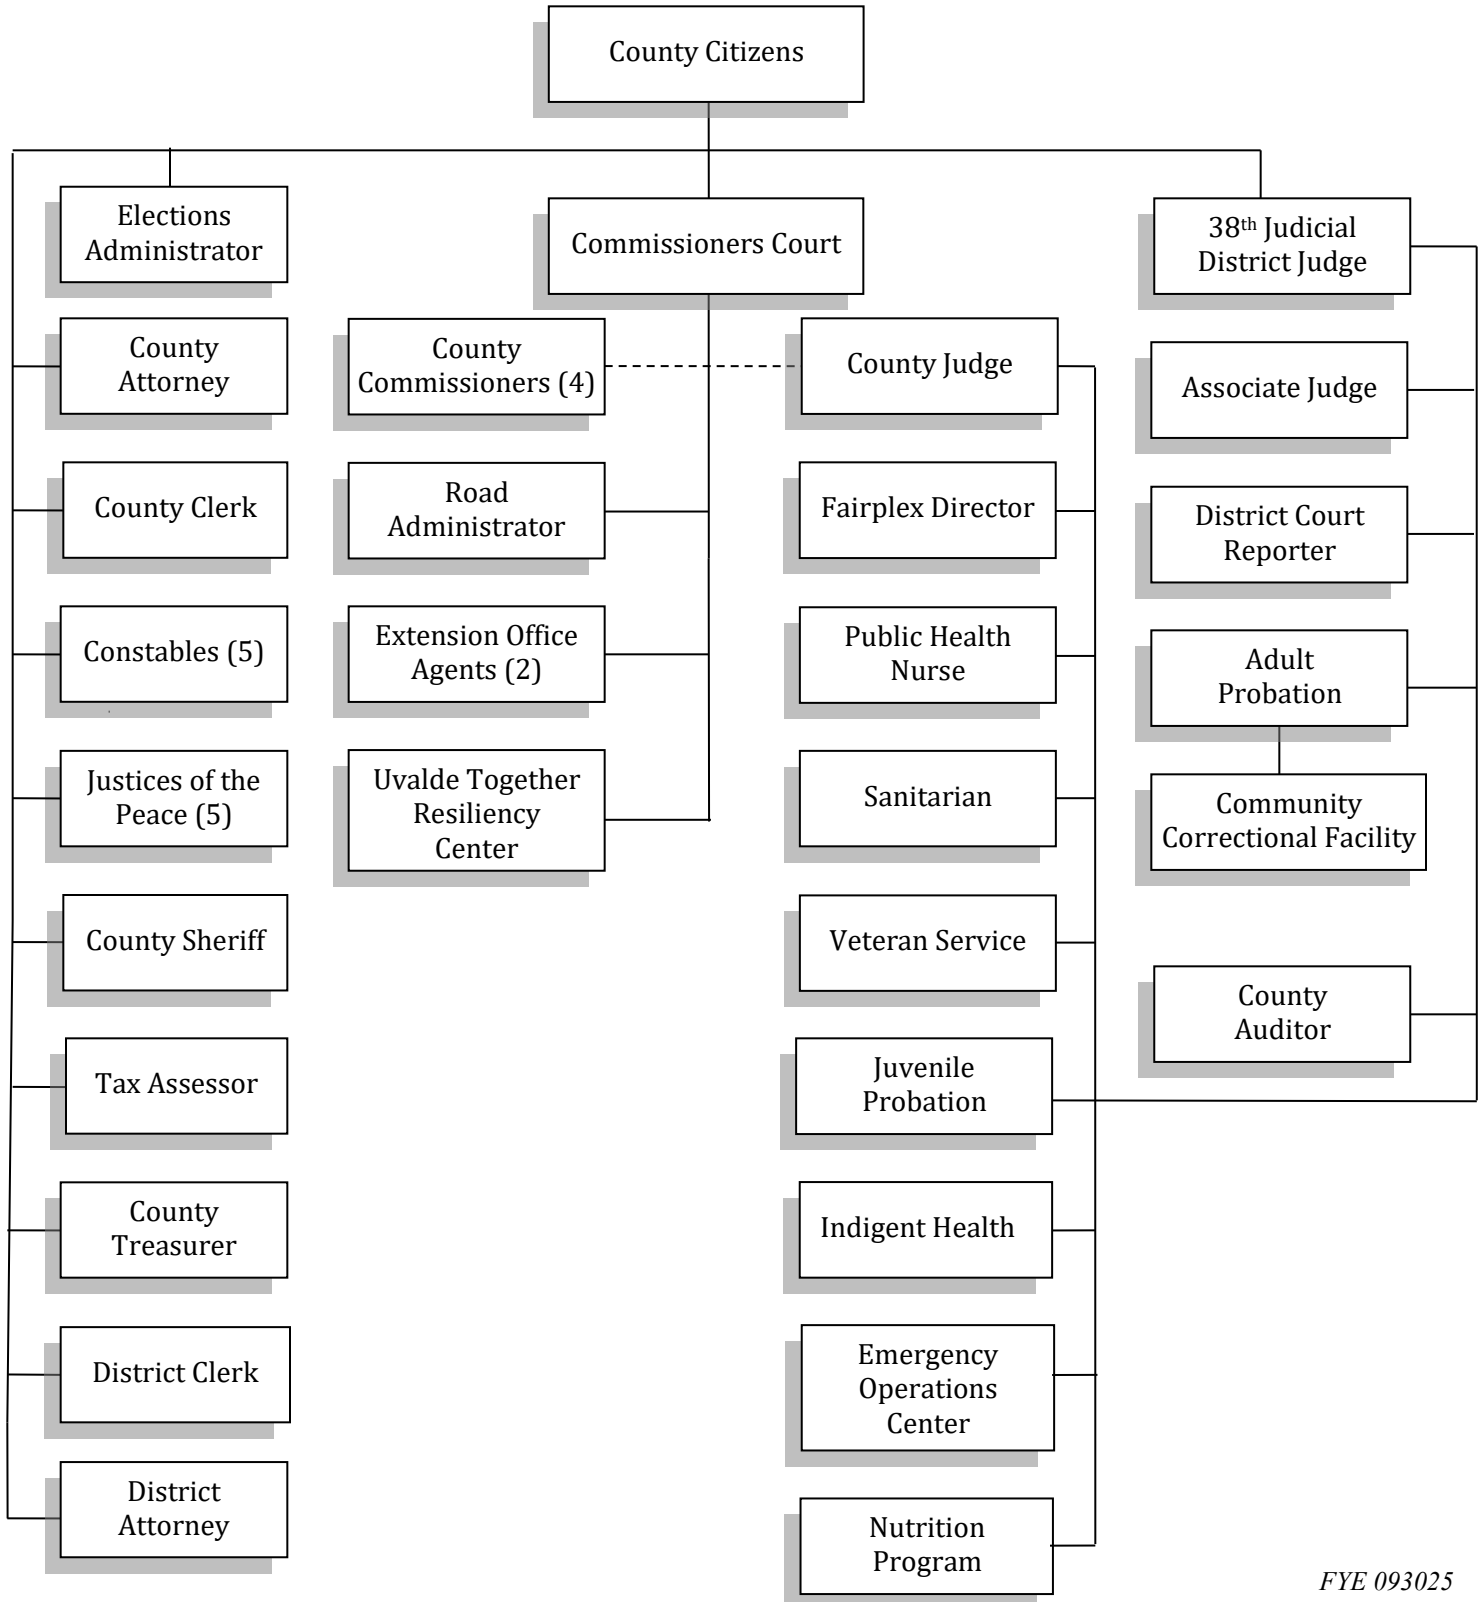 County Citizens
Elections
Administrator
Commissioners Court
38th Judicial
District Judge
County
Attorney
County
Commissioners (4)
County Judge
Associate Judge
County Clerk
Road
Administrator
Fairplex Director
District Court
Reporter
Constables (5)
Extension Office
Agents (2)
Public Health
Nurse
Adult
Probation
Justices of the
Peace (5)
Uvalde Together
Resiliency
Center
Sanitarian
Community
Correctional Facility
County Sheriff
Veteran Service
County
Auditor
Tax Assessor
Juvenile
Probation
County
Treasurer
Indigent Health
District Clerk
Emergency
Operations
Center
District
Attorney
Nutrition
Program
FYE 093025